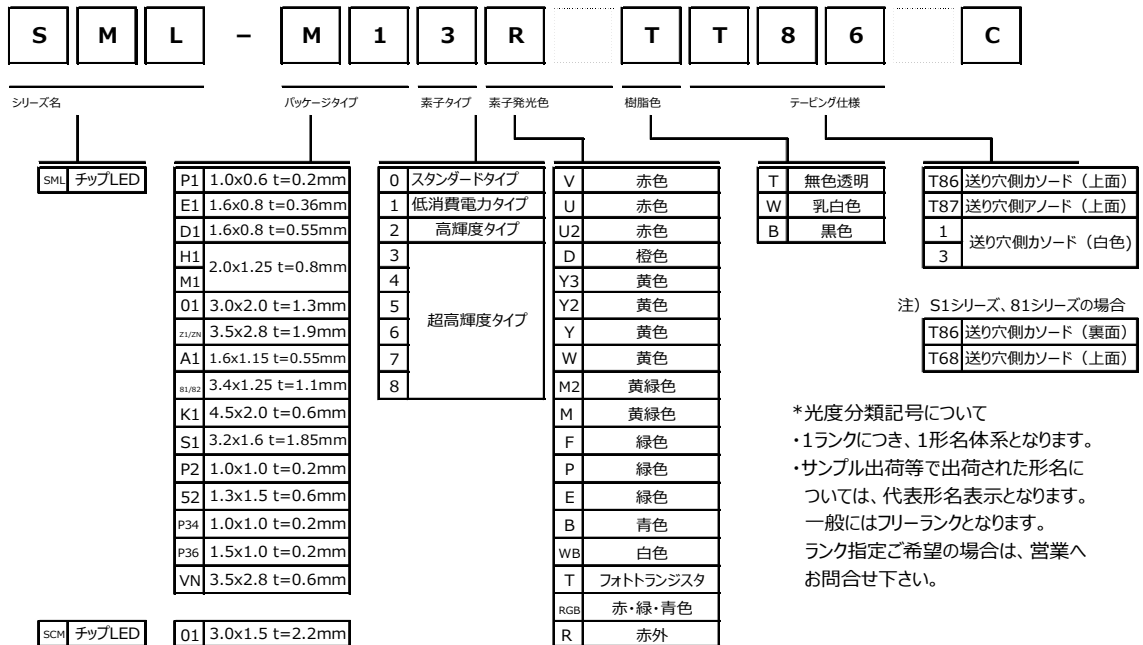 S M L - M 1 3 R T T 8 6 C
シリーズ名 パッケージタイプ 素子タイプ 素子発光色 樹脂色 テーピング仕様
SML チップLED
P1 1.0x0.6 t=0.2mm
E1 1.6x0.8 t=0.36mm
D1 1.6x0.8 t=0.55mm
H1
M1
2.0x1.25 t=0.8mm
01 3.0x2.0 t=1.3mm
Z1/ZN 3.5x2.8 t=1.9mm
A1 1.6x1.15 t=0.55mm
81/82 3.4x1.25 t=1.1mm
K1 4.5x2.0 t=0.6mm
S1 3.2x1.6 t=1.85mm
P2 1.0x1.0 t=0.2mm
52 1.3x1.5 t=0.6mm
P34 1.0x1.0 t=0.2mm
P36 1.5x1.0 t=0.2mm
VN 3.5x2.8 t=0.6mm
SCM チップLED
01 3.0x1.5 t=2.2mm
0 スタンダードタイプ
1 低消費電力タイプ
2 高輝度タイプ
3
4
5
6
7
8
超高輝度タイプ
V 赤色
U 赤色
U2 赤色
D 橙色
Y3 黄色
Y2 黄色
Y 黄色
W 黄色
M2 黄緑色
M 黄緑色
F 緑色
P 緑色
E 緑色
B 青色
WB 白色
T フォトトランジスタ
RGB 赤・緑・青色
R 赤外
T 無色透明
W 乳白色
B 黒色
T86 送り穴側カソード（上面）
T87 送り穴側アノード（上面）
1
3
送り穴側カソード（白色)
注）S1シリーズ、81シリーズの場合
T86 送り穴側カソード（裏面）
T68 送り穴側カソード（上面）
*光度分類記号について
・1ランクにつき、1形名体系となります。
・サンプル出荷等で出荷された形名に
ついては、代表形名表示となります。
一般にはフリーランクとなります。
ランク指定ご希望の場合は、営業へ
お問合せ下さい。